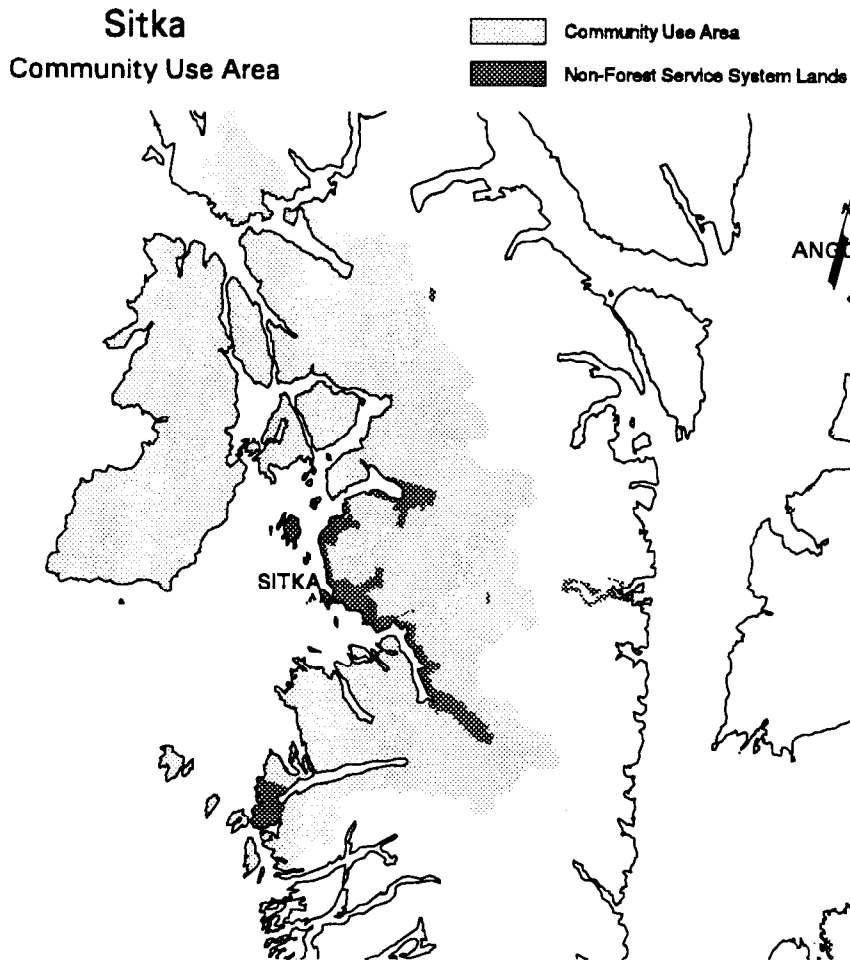 Sitka
Community Use Area
Community Use Area
Non-Forest Service System Lands
SITKA